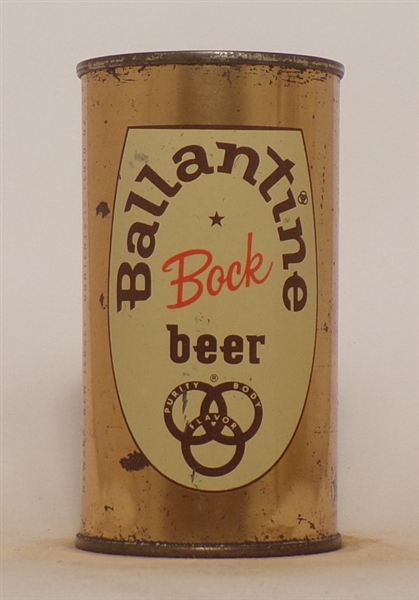 Ballantine
Bock
beer
®
PURITY BODY
FLAVOR